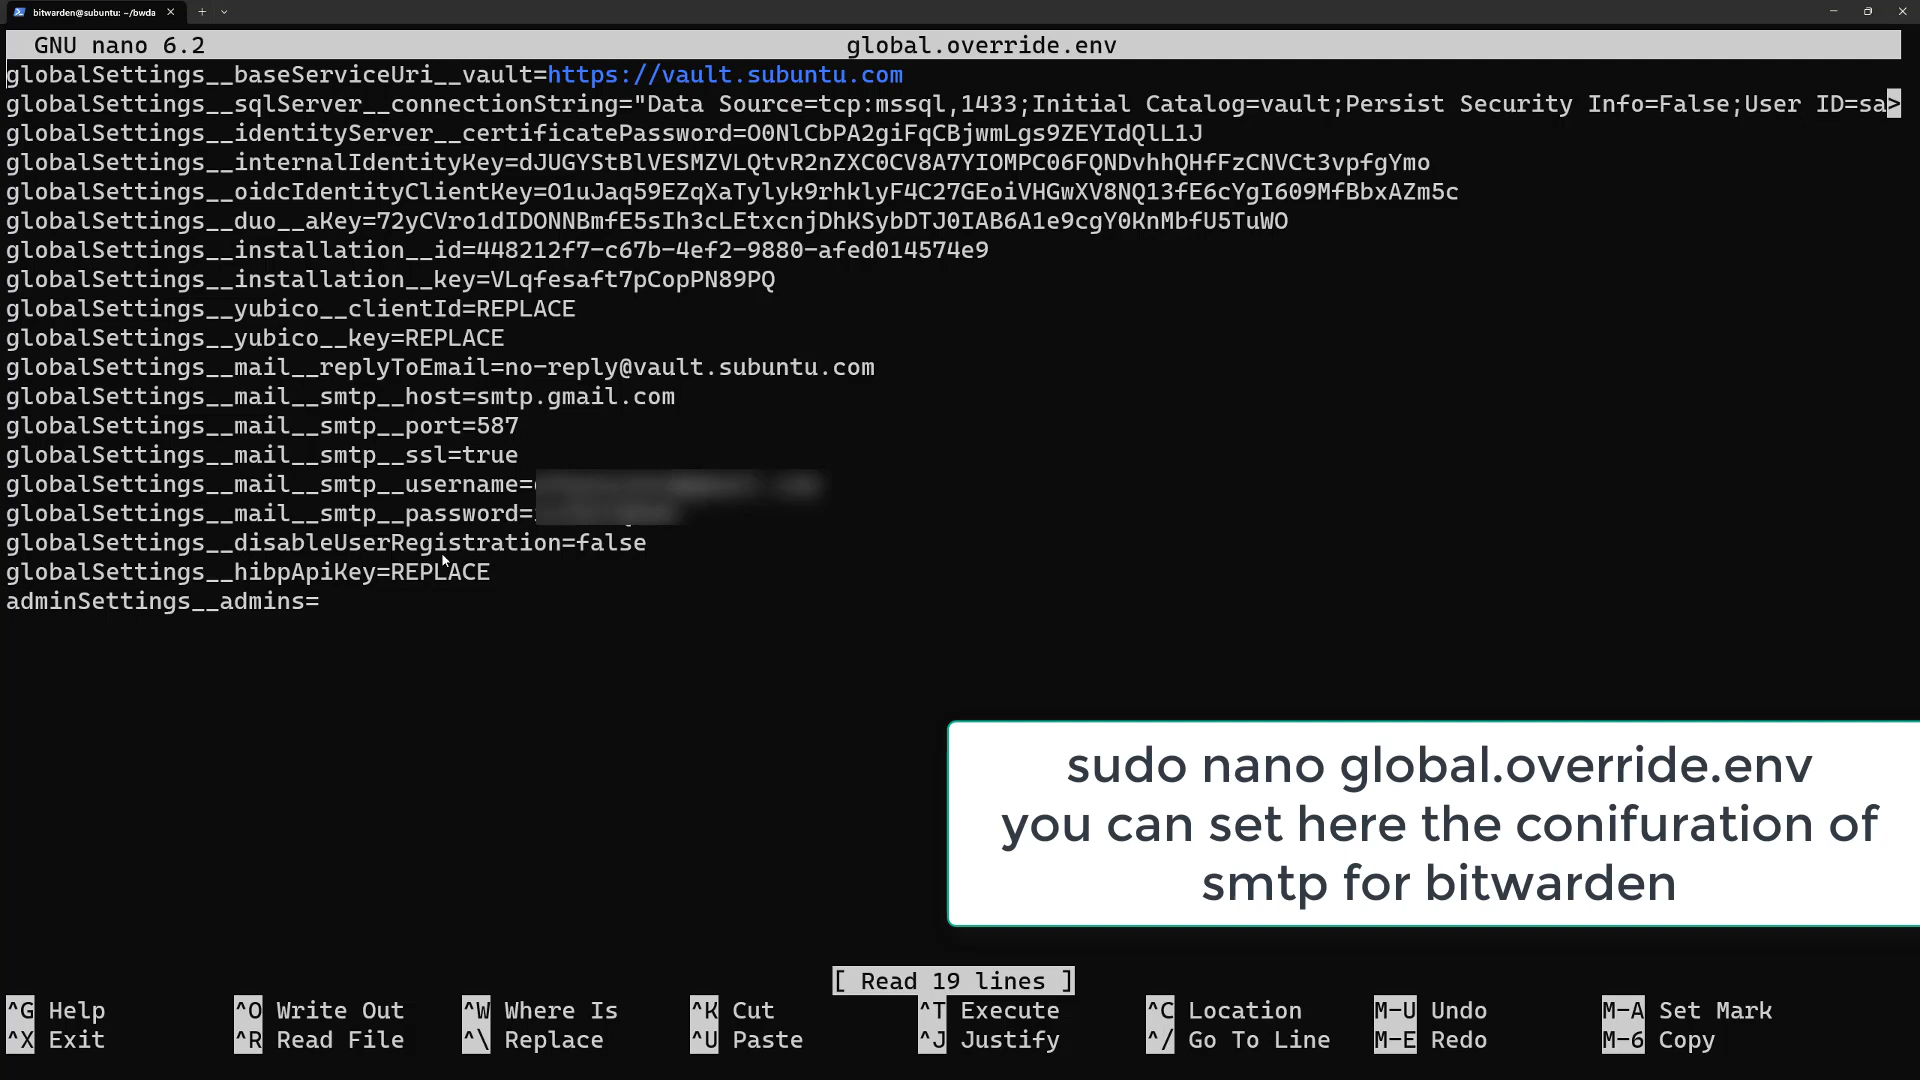 bitwarden@subuntu: ~/bwda
GNU nano 6.2 global.override.env
globalSettings__baseServiceUri__vault=https://vault.subuntu.com
globalSettings__sqlServer__connectionString="Data Source=tcp:mssql,1433;Initial Catalog=vault;Persist Security Info=False;User ID=sa>
globalSettings__identityServer__certificatePassword=O0NlCbPA2giFqCBjwmLgs9ZEYIdQlL1J
globalSettings__internalIdentityKey=dJUGYStBlVESMZVLQtvR2nZXC0CV8A7YIOMPC06FQNDvhhQHfFzCNVCt3vpfgYmo
globalSettings__oidcIdentityClientKey=O1uJaq59EZqXaTylyk9rhklyF4C27GEoiVHGwXV8NQ13fE6cYgI609MfBbxAZm5c
globalSettings__duo__aKey=72yCVro1dIDONNBmfE5sIh3cLEtxcnjDhKSybDTJ0IAB6A1e9cgY0KnMbfU5TuWO
globalSettings__installation__id=448212f7-c67b-4ef2-9880-afed014574e9
globalSettings__installation__key=VLqfesaft7pCopPN89PQ
globalSettings__yubico__clientId=REPLACE
globalSettings__yubico__key=REPLACE
globalSettings__mail__replyToEmail=no-reply@vault.subuntu.com
globalSettings__mail__smtp__host=smtp.gmail.com
globalSettings__mail__smtp__port=587
globalSettings__mail__smtp__ssl=true
globalSettings__mail__smtp__username=
globalSettings__mail__smtp__password=
globalSettings__disableUserRegistration=false
globalSettings__hibpApiKey=REPLACE
adminSettings__admins=
sudo nano global.override.env
you can set here the conifuration of
smtp for bitwarden
[ Read 19 lines ]
^G Help ^O Write Out ^W Where Is ^K Cut ^T Execute ^C Location M-U Undo M-A Set Mark
^X Exit ^R Read File ^\ Replace ^U Paste ^J Justify ^/ Go To Line M-E Redo M-6 Copy